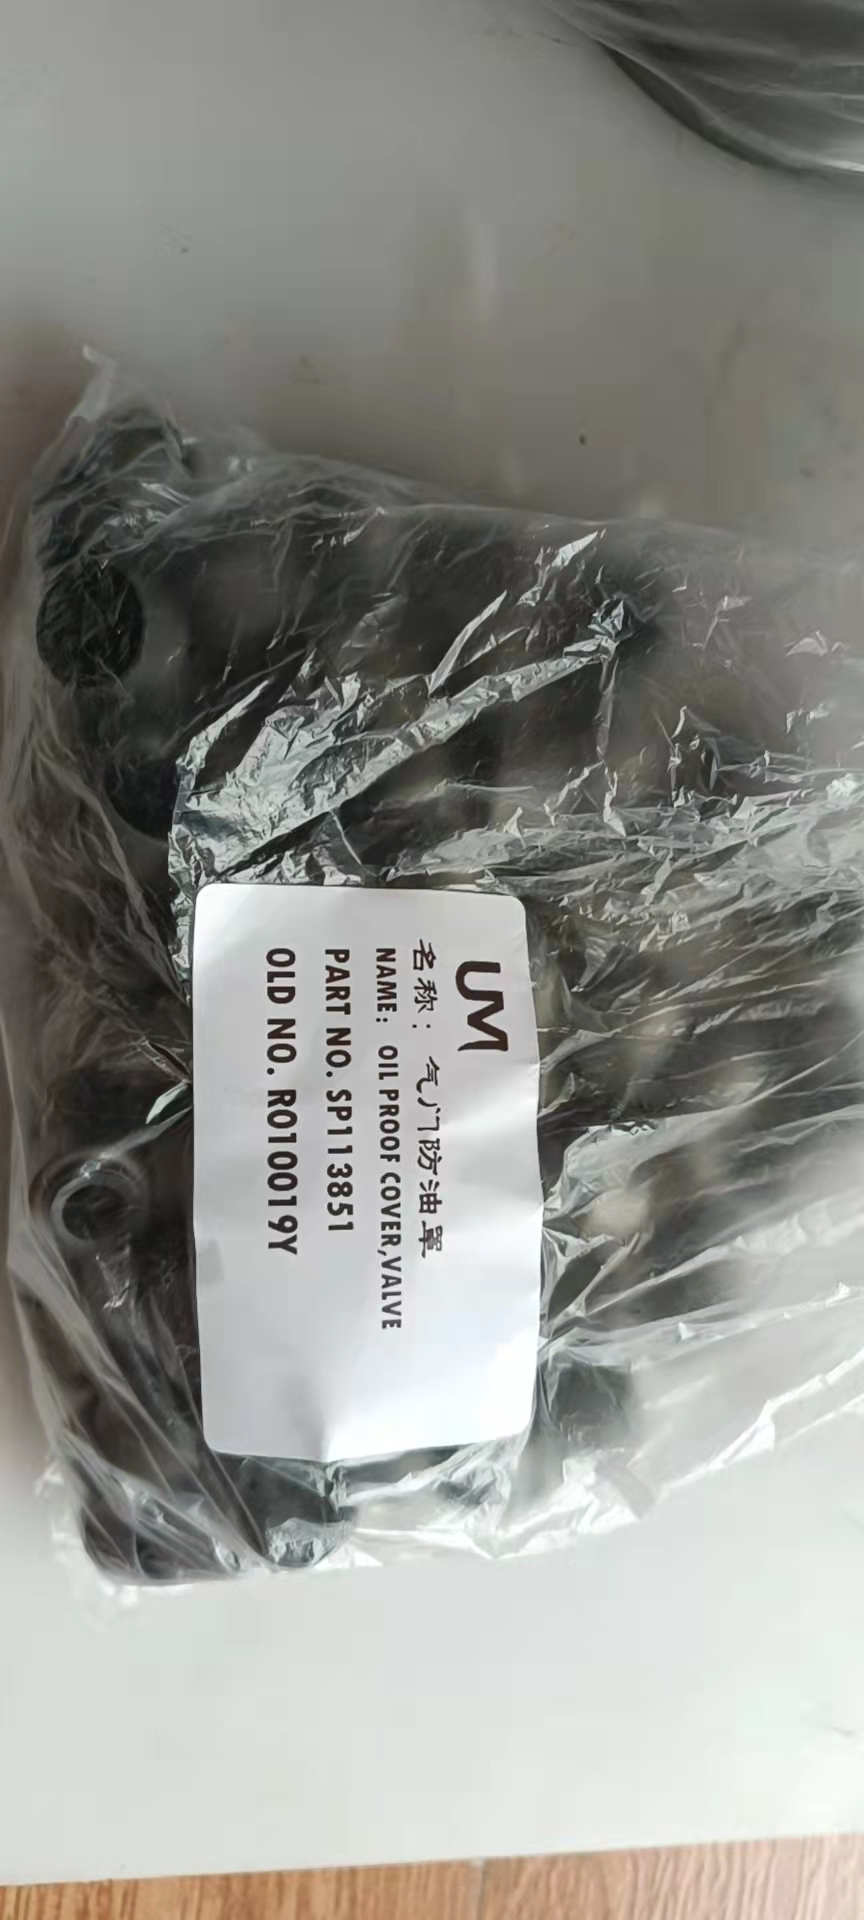 UM
名称：气门防油罩
NAME：OIL PROOF COVER,VALVE
PART NO. SP113851
OLD NO. R010019Y